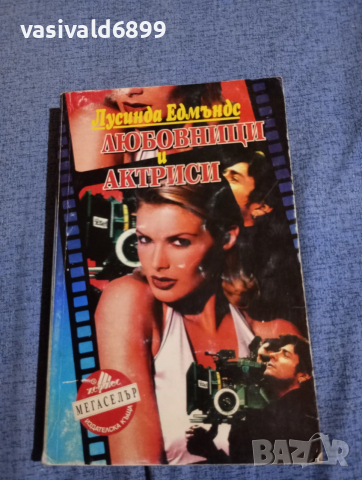 vasivald6899
Лусинда Едмъндс
ЛЮБОВНИЦИ
и
АКТРИСИ
МЕГАСЕЛЪР
ИЗДАТЕЛСКА КЪЩА
BAZAR